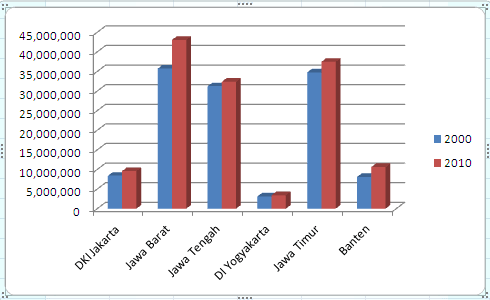 45,000,000
40,000,000
35,000,000
30,000,000
25,000,000
20,000,000
15,000,000
10,000,000
5,000,000
0
DKI Jakarta
Jawa Barat
Jawa Tengah
DI Yogyakarta
Jawa Timur
Banten
2000
2010